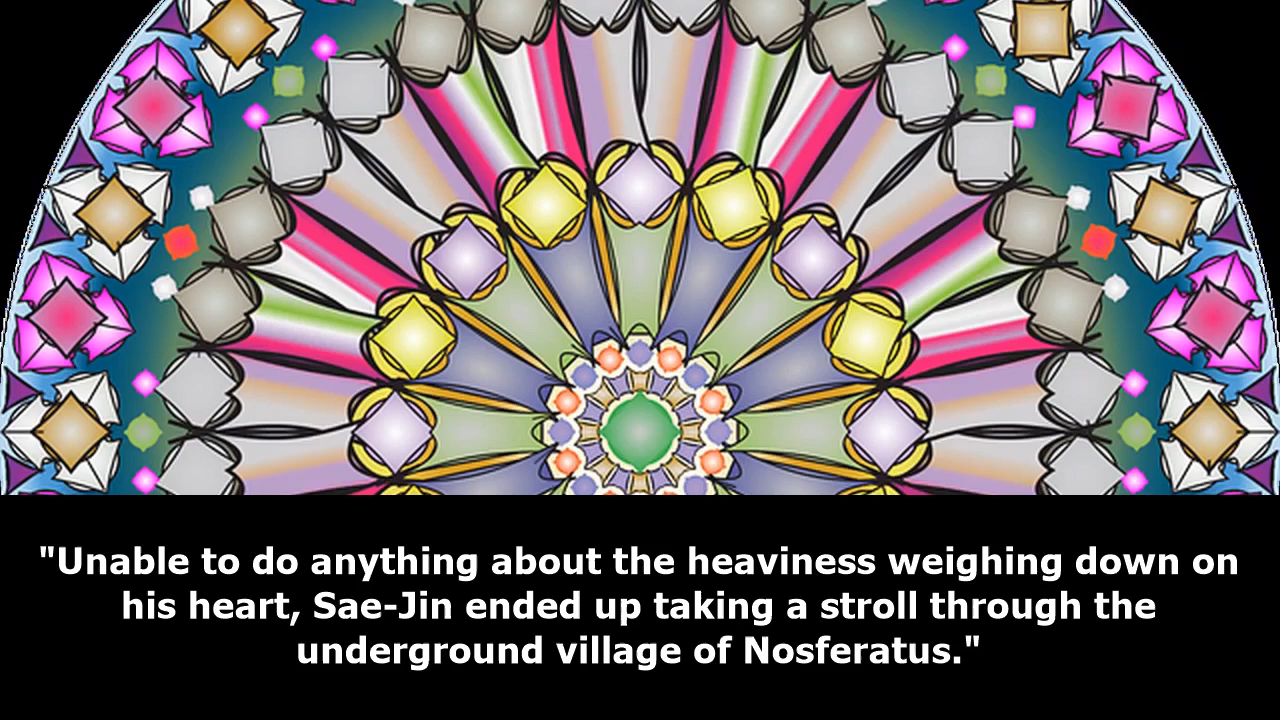 "Unable to do anything about the heaviness weighing down on
his heart, Sae-Jin ended up taking a stroll through the
underground village of Nosferatus."